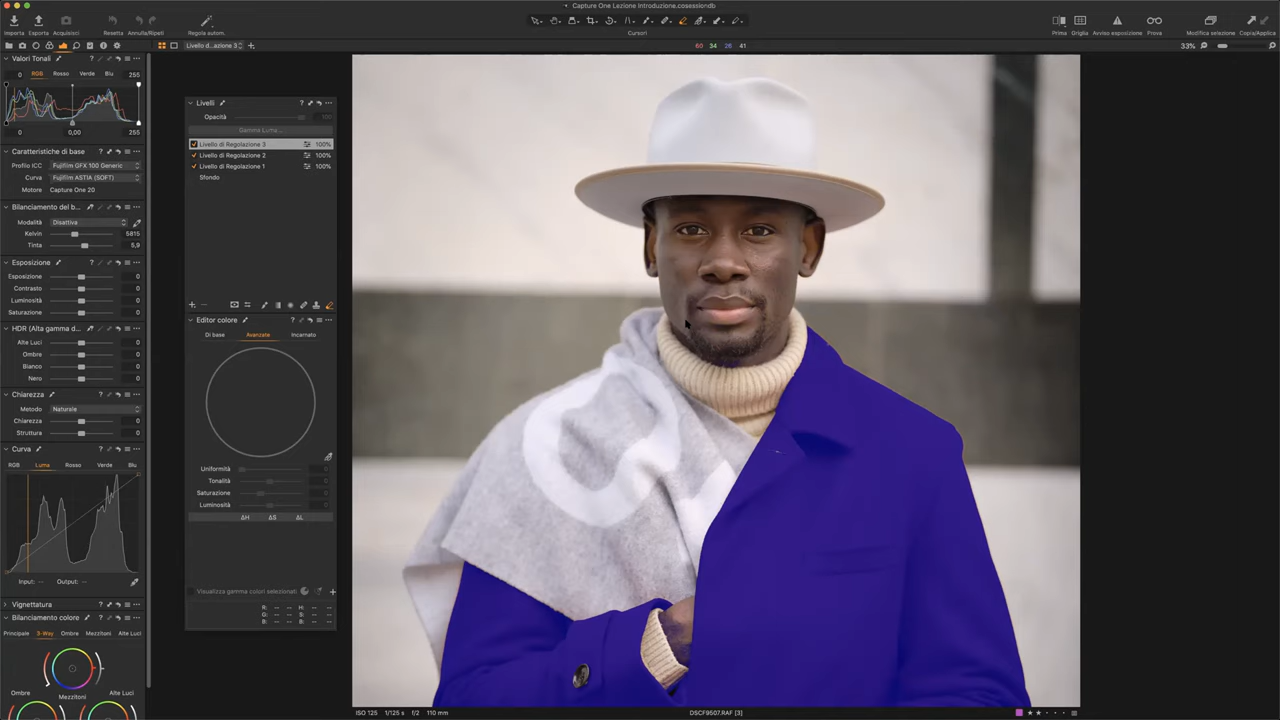 Capture One Lezione Introduzione.cosessiondb
Importa Esporta Acquisisci Reimposta Annulla/Ripeti Regola automatico Cursori Prima Griglia Avviso esposizione Prova Modifica selezione Copia/Applica
Livello d...azione 3
60 34 26 41
33%
Valori Tonali
0 RGB Rosso Verde Blu 255
0 0,00 255
Caratteristiche di base
Profilo ICC Fujifilm GFX 100 Generic
Curva Fujifilm ASTIA (SOFT)
Motore Capture One 20
Bilanciamento del b...
Modalità Disattiva
Kelvin 5815
Tinta 5,9
Esposizione
Esposizione 0
Contrasto 0
Luminosità 0
Saturazione 0
HDR (Alta gamma d...
Alte Luci 0
Ombre 0
Bianco 0
Nero 0
Chiarezza
Metodo Naturale
Chiarezza 0
Struttura 0
Curva
RGB Luma Rosso Verde Blu
Input: -- Output: --
Vignettatura
Bilanciamento colore
Principale 3-Way Ombre Mezzitoni Alte Luci
Ombre Mezzitoni Alte Luci
Livelli
Opacità 100
Gamma Luma...
Livello di Regolazione 3 100%
Livello di Regolazione 2 100%
Livello di Regolazione 1 100%
Sfondo
Editor colore
Di base Avanzate Incarnato
Uniformità 0
Tonalità 0
Saturazione 0
Luminosità 0
ΔH ΔS ΔL
Visualizza gamma colori selezionati
R: -- -- H: -- --
G: -- -- S: -- --
B: -- -- B: -- --
ISO 125 1/125 s f/2 110 mm
DSCF9507.RAF [3]